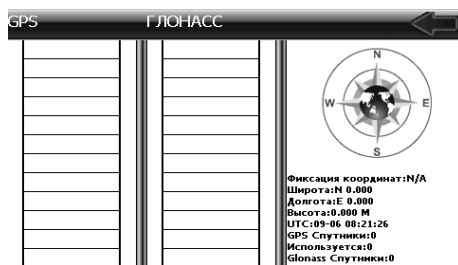 GPS ГЛОНАСС
N
W E
S
Фиксация координат:N/A
Широта:N 0.000
Долгота:E 0.000
Высота:0.000 М
UTC:09-06 08:21:26
GPS Спутники:0
Используется:0
Glonass Спутники:0